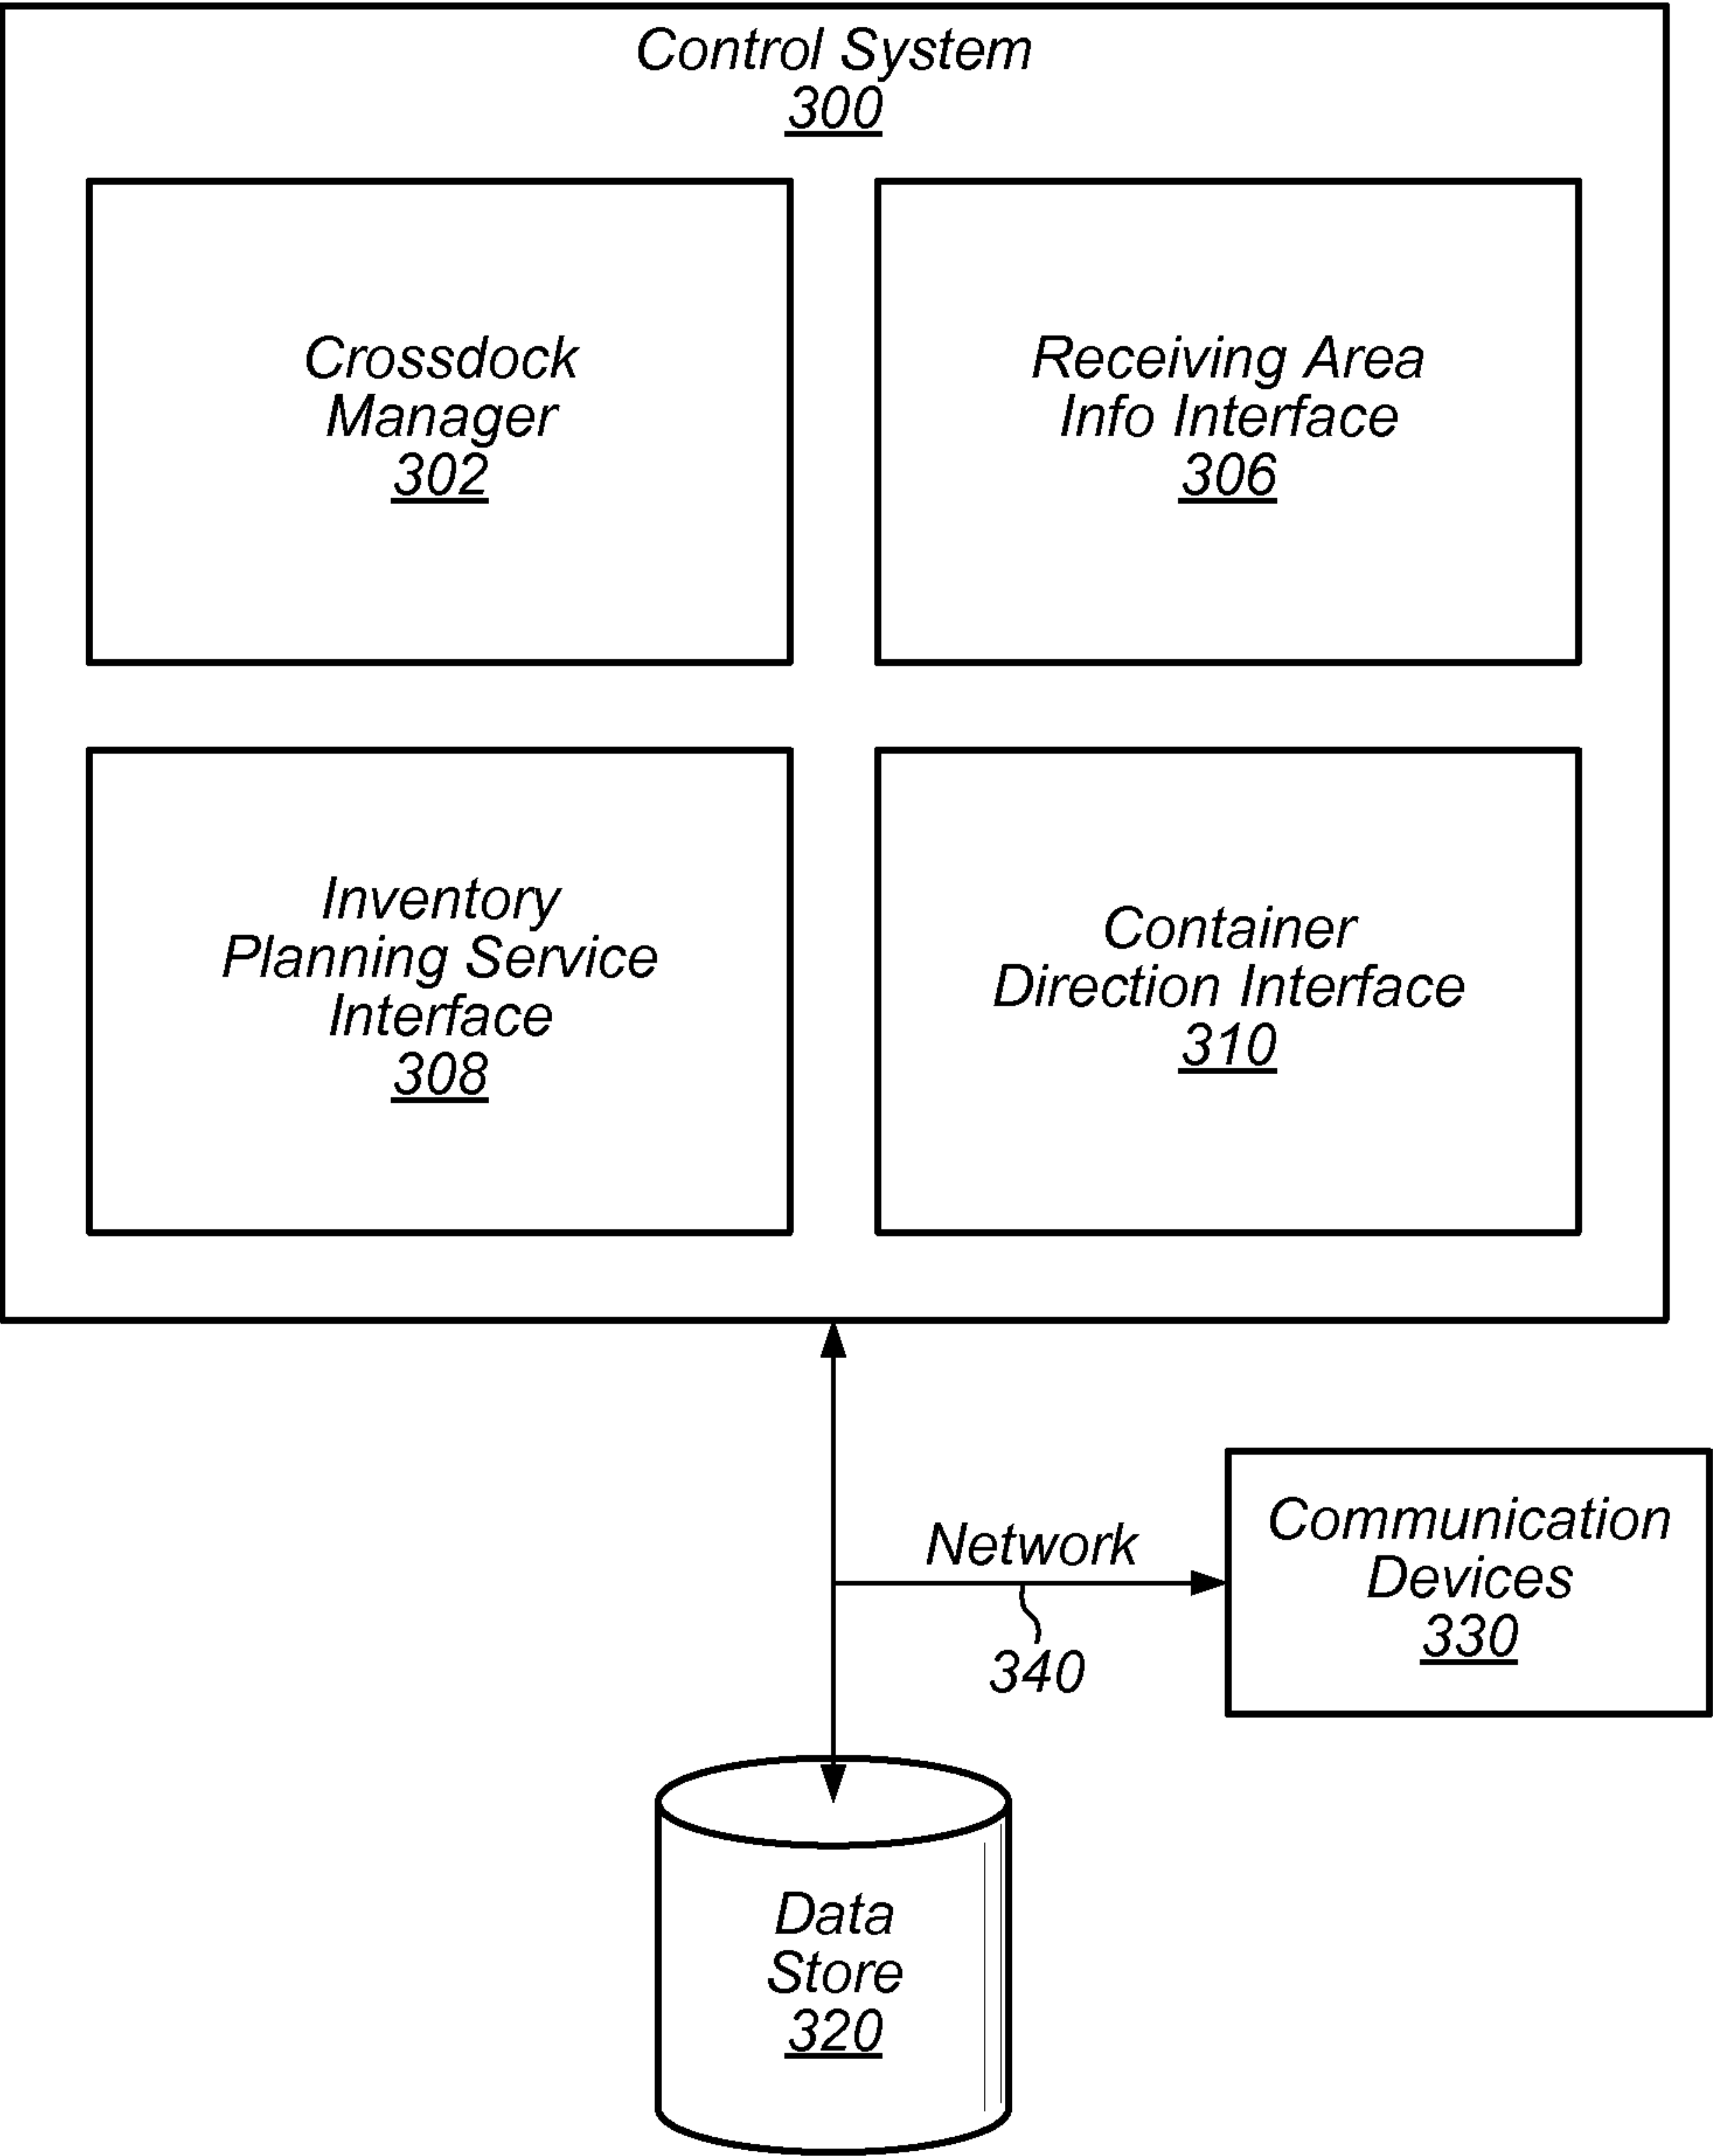 Control System
300
Crossdock
Manager
302
Receiving Area
Info Interface
306
Inventory
Planning Service
Interface
308
Container
Direction Interface
310
Network
340
Communication
Devices
330
Data
Store
320